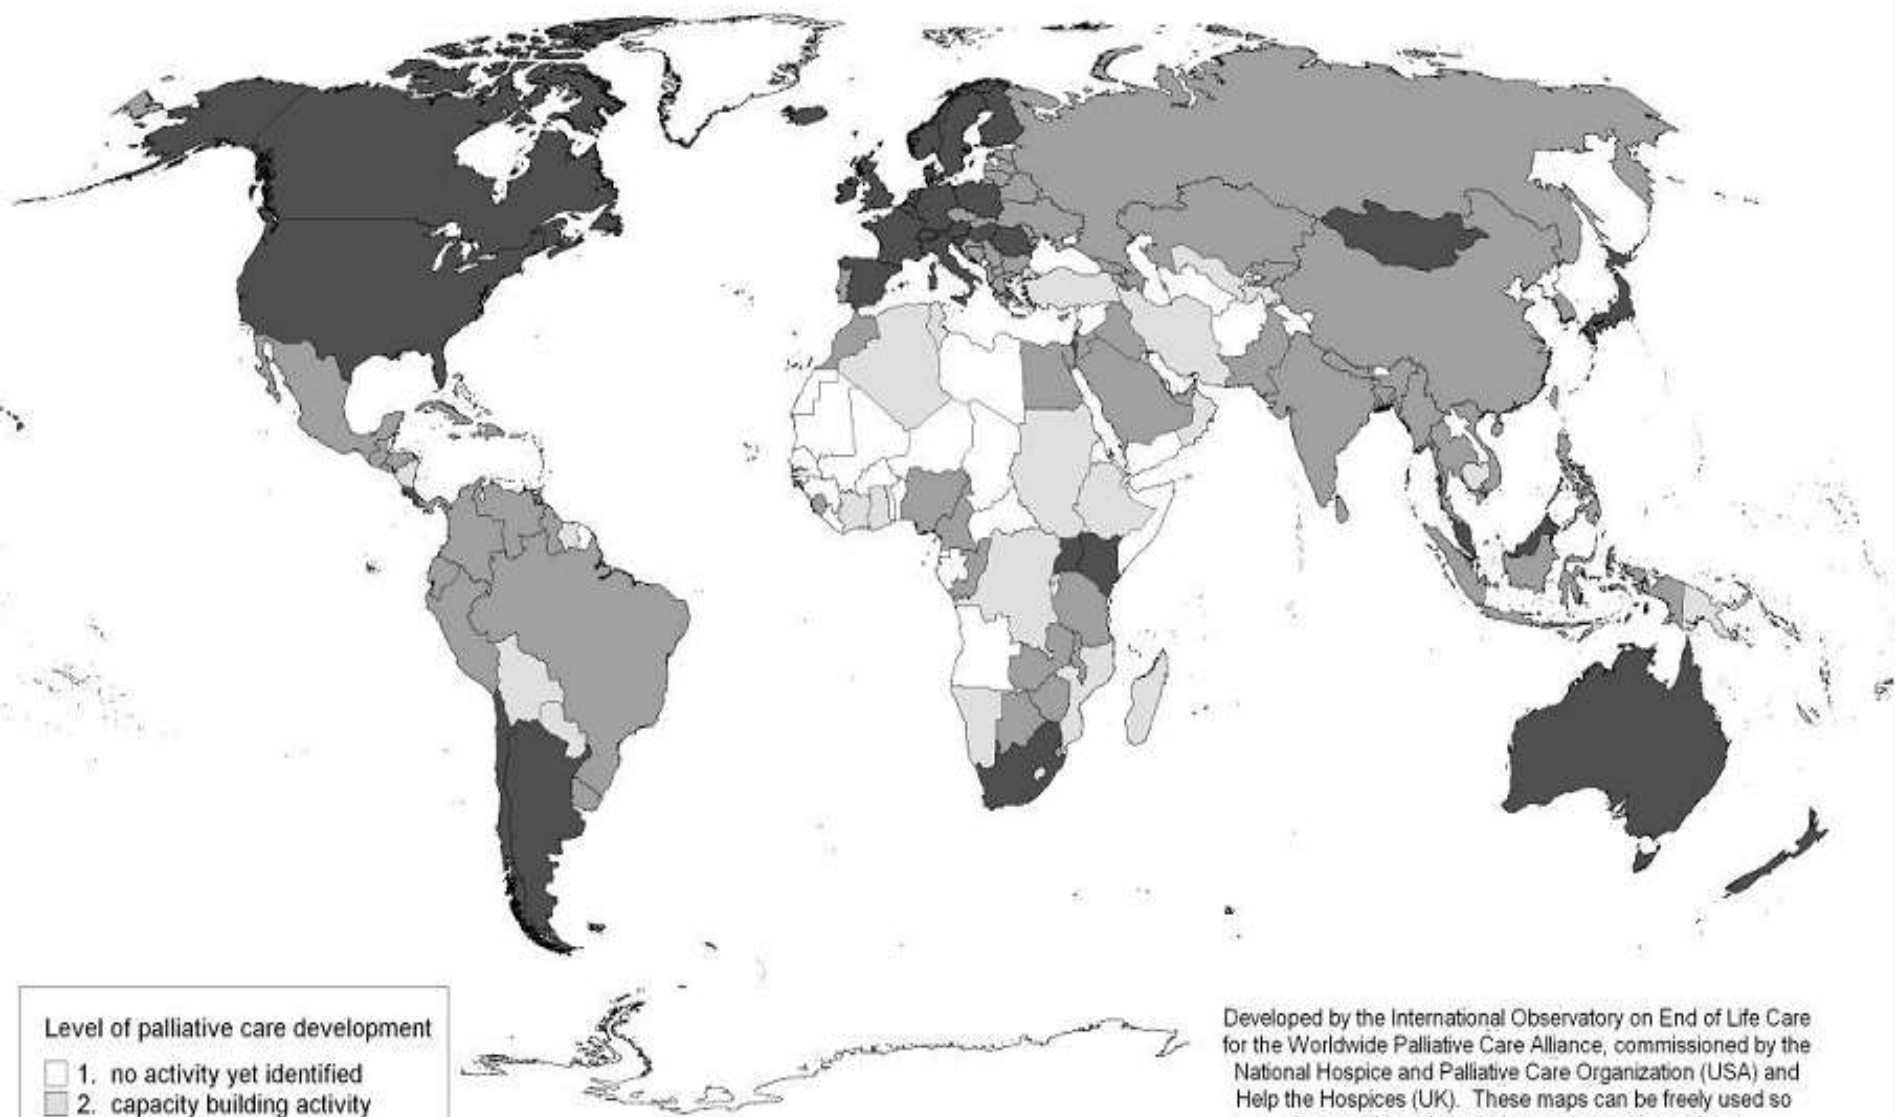 Level of palliative care development
1. no activity yet identified
2. capacity building activity
Developed by the International Observatory on End of Life Care
for the Worldwide Palliative Care Alliance, commissioned by the
National Hospice and Palliative Care Organization (USA) and
Help the Hospices (UK). These maps can be freely used so